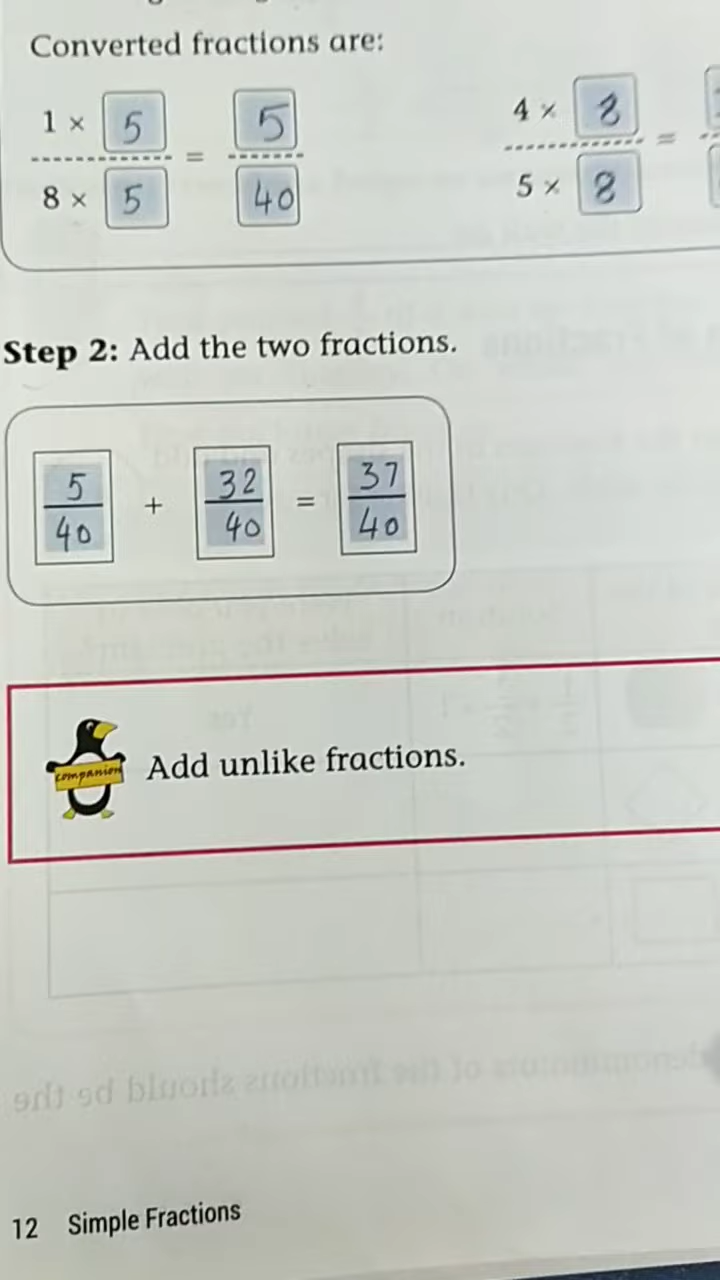 Converted fractions are:
1 × 5 = 5 4 × 8 =
8 × 5 40 5 × 8
Step 2: Add the two fractions.
5 + 32 = 37
40 40 40
companion
Add unlike fractions.
12 Simple Fractions